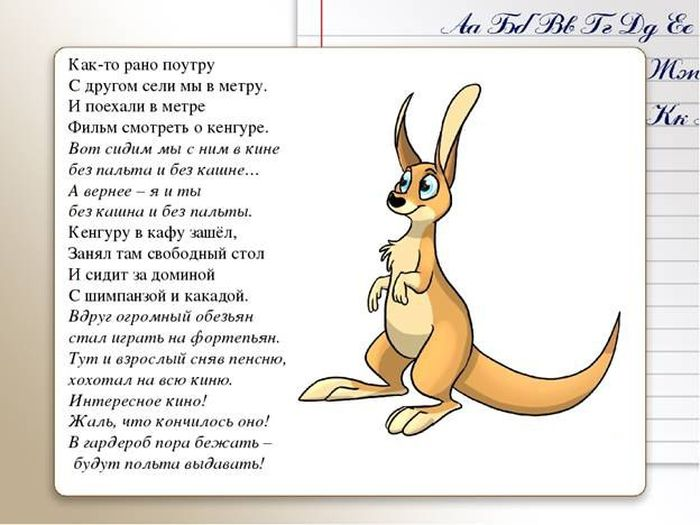 Аа Бб Вв Гг Дд Ее
Жж
Кк
Как-то рано поутру
С другом сели мы в метру.
И поехали в метре
Фильм смотреть о кенгуре.
Вот сидим мы с ним в кине
без пальта и без кашне…
А вернее – я и ты
без кашна и без пальты.
Кенгуру в кафу зашёл,
Занял там свободный стол
И сидит за доминой
С шимпанзой и какадой.
Вдруг огромный обезьян
стал играть на фортепьян.
Тут и взрослый сняв пенсню,
хохотал на всю киню.
Интересное кино!
Жаль, что кончилось оно!
В гардероб пора бежать –
будут польта выдавать!